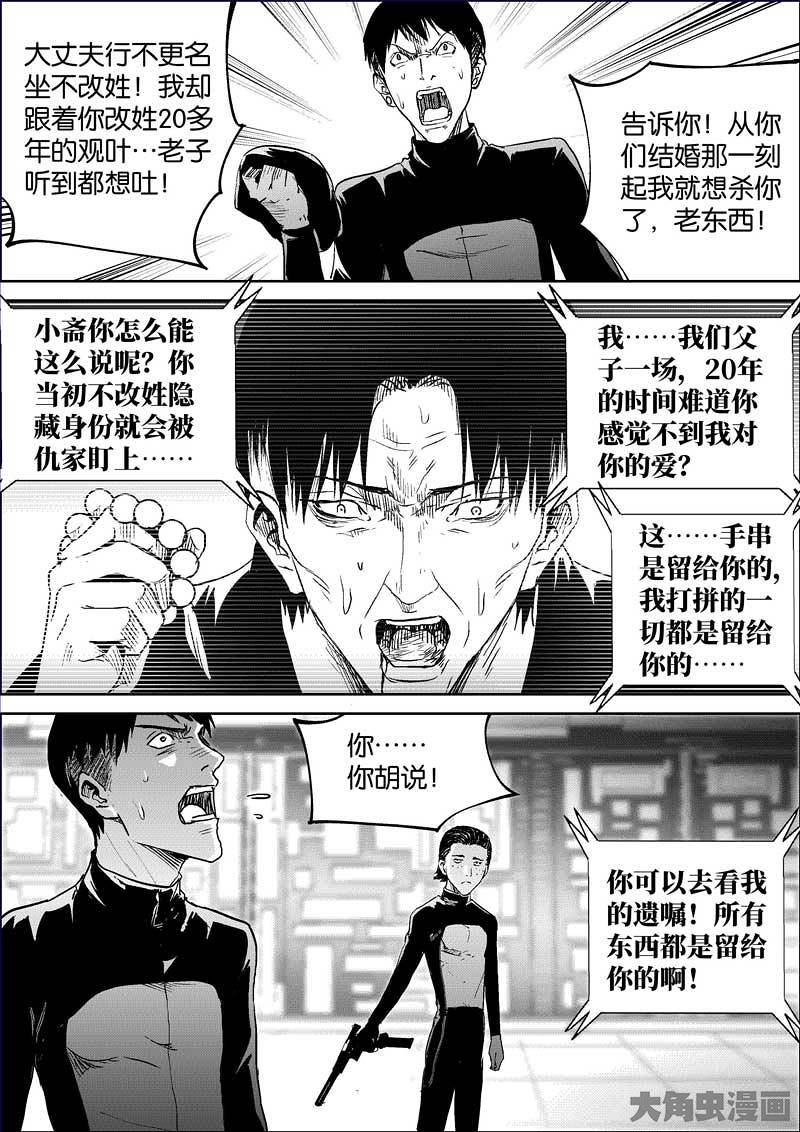 大丈夫行不更名
坐不改姓！我却
跟着你改姓20多
年的观叶…老子
听到都想吐！
告诉你！从你
们结婚那一刻
起我就想杀你
了，老东西！
小斋你怎么能
这么说呢？你
当初不改姓隐
藏身份就会被
仇家盯上……
我……我们父
子一场，20年
的时间难道你
感觉不到我对
你的爱？
这……手串
是留给你的，
我打拼的一
切都是留给
你的……
你……
你胡说！
你可以去看我
的遗嘱！所有
东西都是留给
你的啊！
大角虫漫画